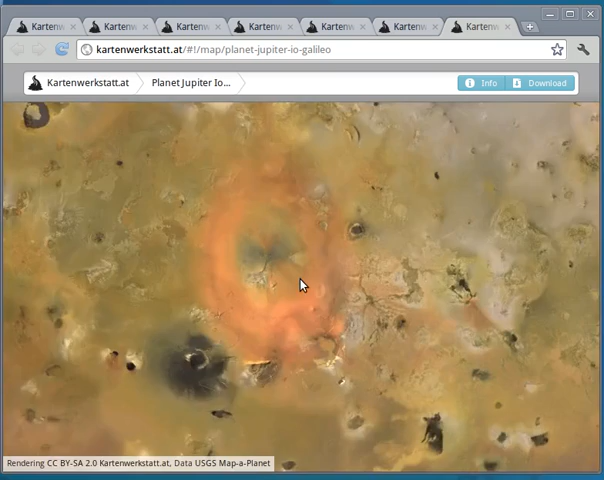 Kartenw Kartenw Kartenw Kartenw Kartenw Kartenw Kartenw
kartenwerkstatt.at/#!/map/planet-jupiter-io-galileo
Kartenwerkstatt.at Planet Jupiter Io... Info Download
Rendering CC BY-SA 2.0 Kartenwerkstatt.at, Data USGS Map-a-Planet